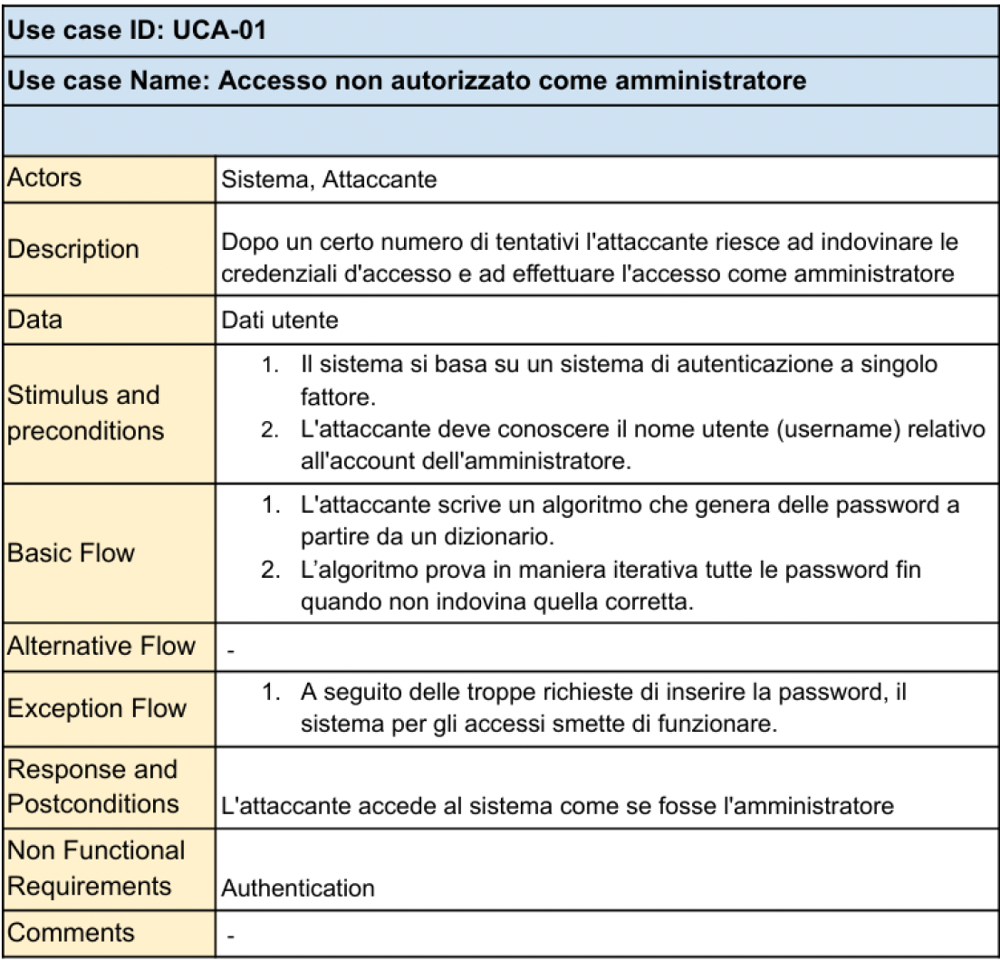 Use case ID: UCA-01
Use case Name: Accesso non autorizzato come amministratore
Actors
Sistema, Attaccante
Description
Dopo un certo numero di tentativi l'attaccante riesce ad indovinare le
credenziali d'accesso e ad effettuare l'accesso come amministratore
Data
Dati utente
Stimulus and
preconditions
1. Il sistema si basa su un sistema di autenticazione a singolo
fattore.
2. L'attaccante deve conoscere il nome utente (username) relativo
all'account dell'amministratore.
Basic Flow
1. L'attaccante scrive un algoritmo che genera delle password a
partire da un dizionario.
2. L’algoritmo prova in maniera iterativa tutte le password fin
quando non indovina quella corretta.
Alternative Flow
-
Exception Flow
1. A seguito delle troppe richieste di inserire la password, il
sistema per gli accessi smette di funzionare.
Response and
Postconditions
L'attaccante accede al sistema come se fosse l'amministratore
Non Functional
Requirements
Authentication
Comments
-